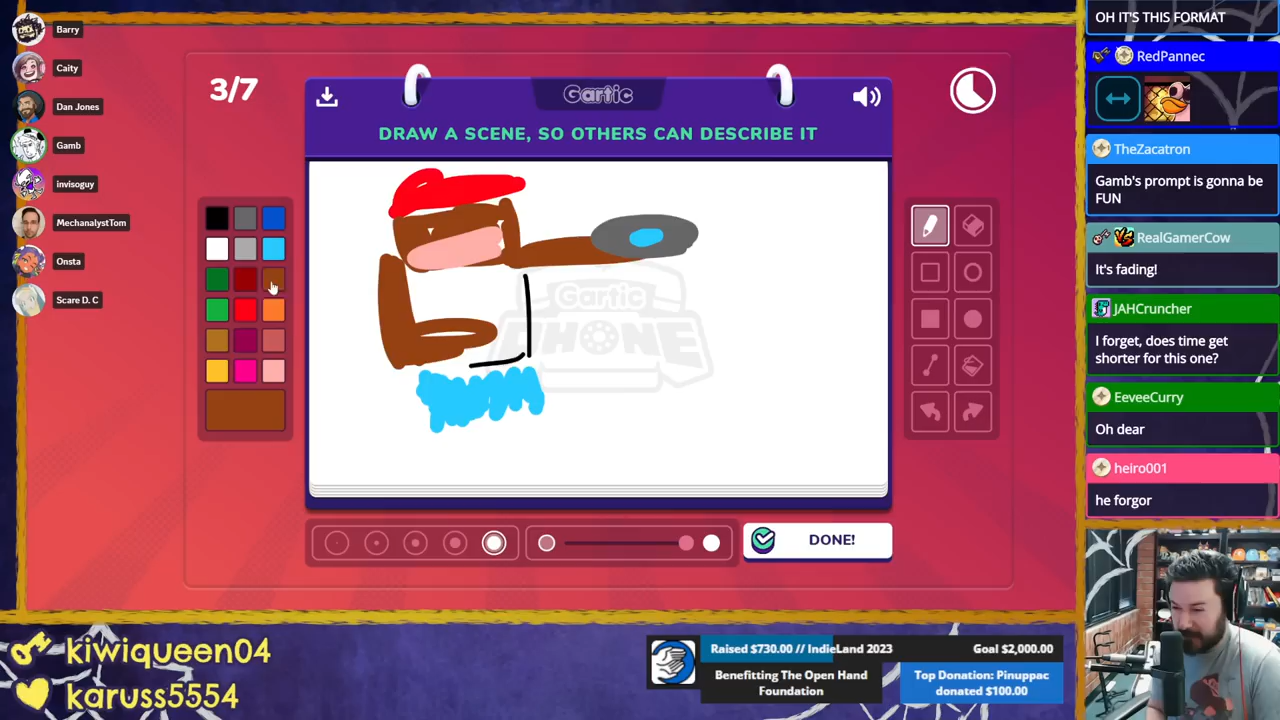 Barry
Caity
Dan Jones
Gamb
invisoguy
MechanalystTom
Onsta
Scare D. C
3/7
Gartic
DRAW A SCENE, SO OTHERS CAN DESCRIBE IT
Gartic
PHONE
DONE!
OH IT'S THIS FORMAT
RedPannec
TheZacatron
Gamb's prompt is gonna be
FUN
RealGamerCow
It's fading!
JAHCruncher
I forget, does time get
shorter for this one?
EeveeCurry
Oh dear
heiro001
he forgor
kiwiqueen04
karuss5554
Raised $730.00 // IndieLand 2023
Goal $2,000.00
Benefitting The Open Hand
Foundation
Top Donation: Pinuppac
donated $100.00